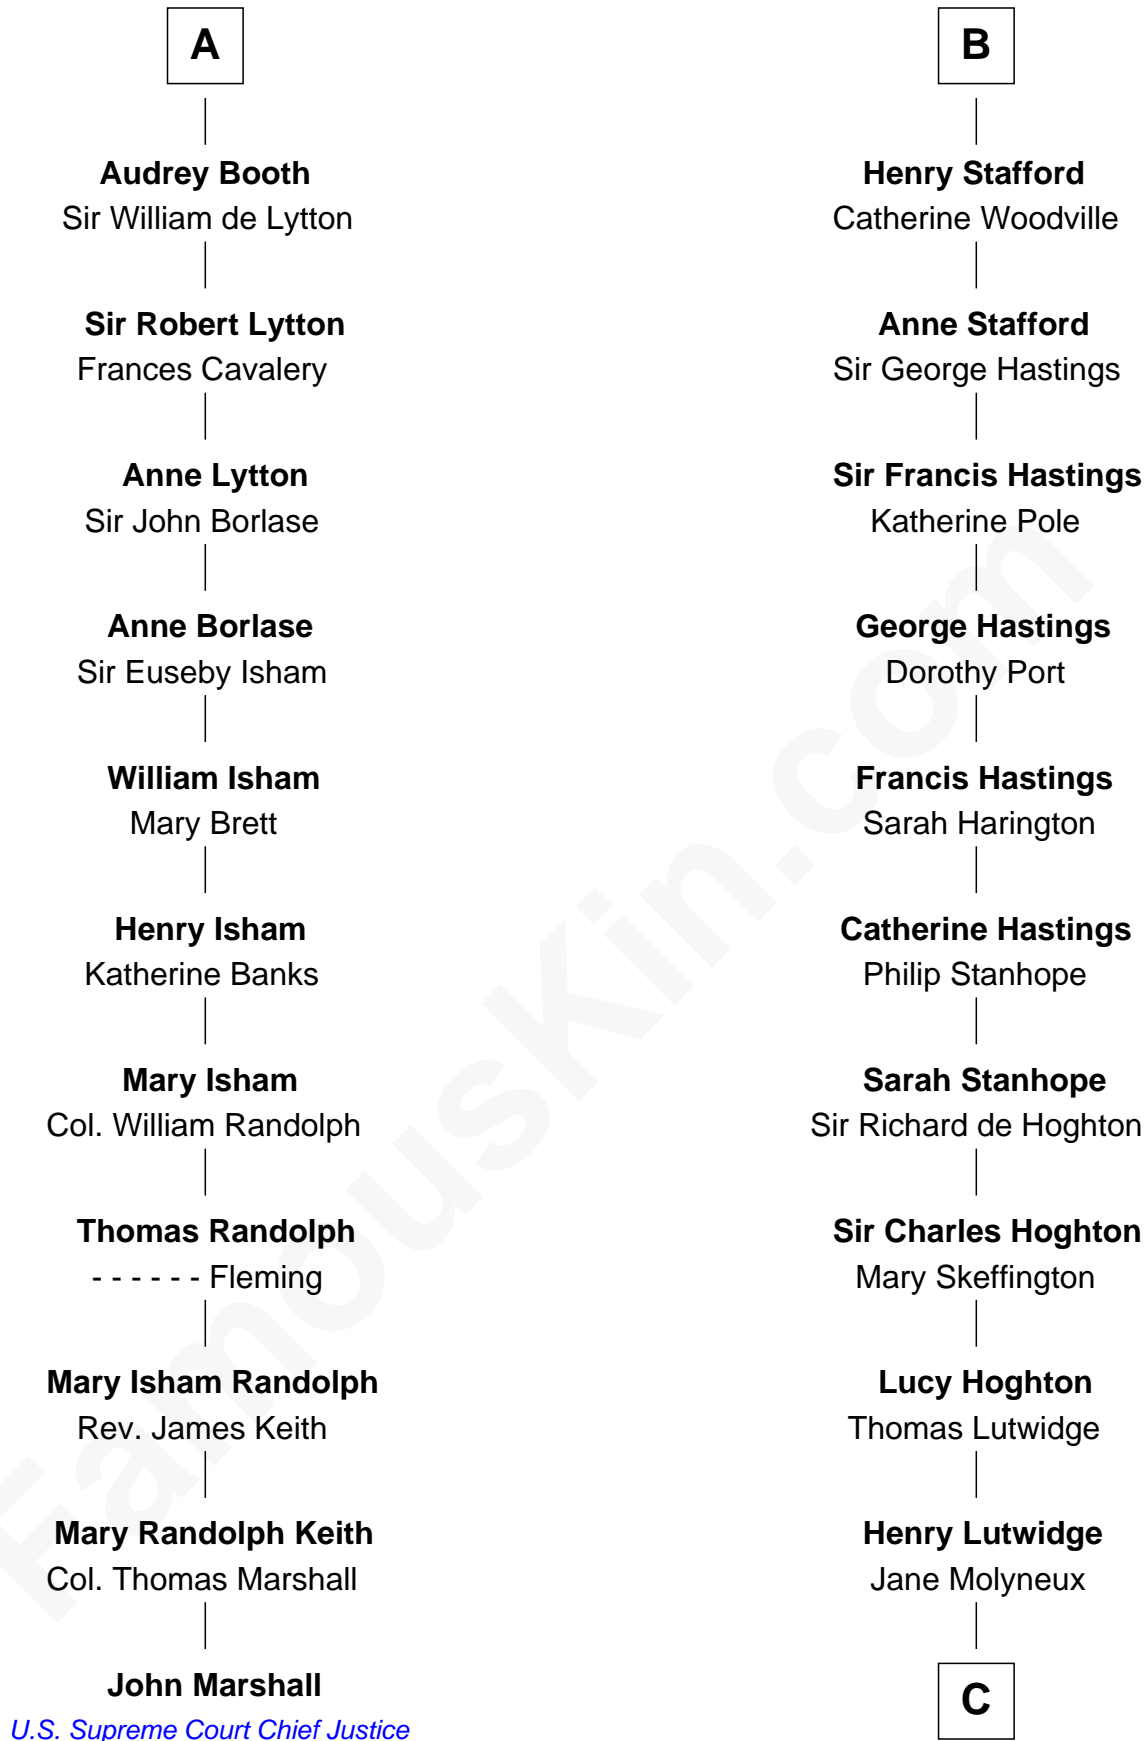 A
Audrey Booth
Sir William de Lytton
Sir Robert Lytton
Frances Cavalery
Anne Lytton
Sir John Borlase
Anne Borlase
Sir Euseby Isham
William Isham
Mary Brett
Henry Isham
Katherine Banks
Mary Isham
Col. William Randolph
Thomas Randolph
- - - - - - Fleming
Mary Isham Randolph
Rev. James Keith
Mary Randolph Keith
Col. Thomas Marshall
John Marshall
U.S. Supreme Court Chief Justice
B
Henry Stafford
Catherine Woodville
Anne Stafford
Sir George Hastings
Sir Francis Hastings
Katherine Pole
George Hastings
Dorothy Port
Francis Hastings
Sarah Harington
Catherine Hastings
Philip Stanhope
Sarah Stanhope
Sir Richard de Hoghton
Sir Charles Hoghton
Mary Skeffington
Lucy Hoghton
Thomas Lutwidge
Henry Lutwidge
Jane Molyneux
C
FamousKin.com